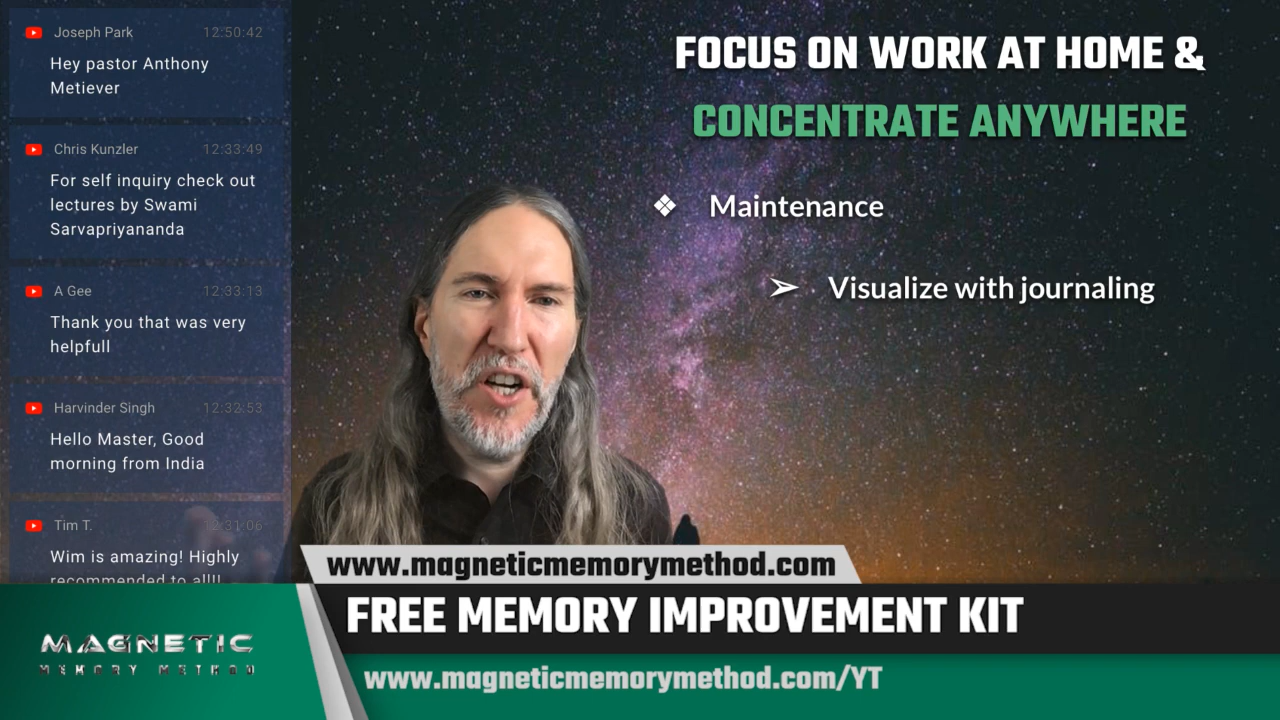 Joseph Park 12:50:42
Hey pastor Anthony
Metiever
Chris Kunzler 12:33:49
For self inquiry check out
lectures by Swami
Sarvapriyananda
A Gee 12:33:13
Thank you that was very
helpfull
Harvinder Singh 12:32:53
Hello Master, Good
morning from India
Tim T. 12:31:06
Wim is amazing! Highly
recommended to allll!
FOCUS ON WORK AT HOME &
CONCENTRATE ANYWHERE
❖ Maintenance
➢ Visualize with journaling
www.magneticmemorymethod.com
FREE MEMORY IMPROVEMENT KIT
www.magneticmemorymethod.com/YT
MAGNETIC
MEMORY METHOD